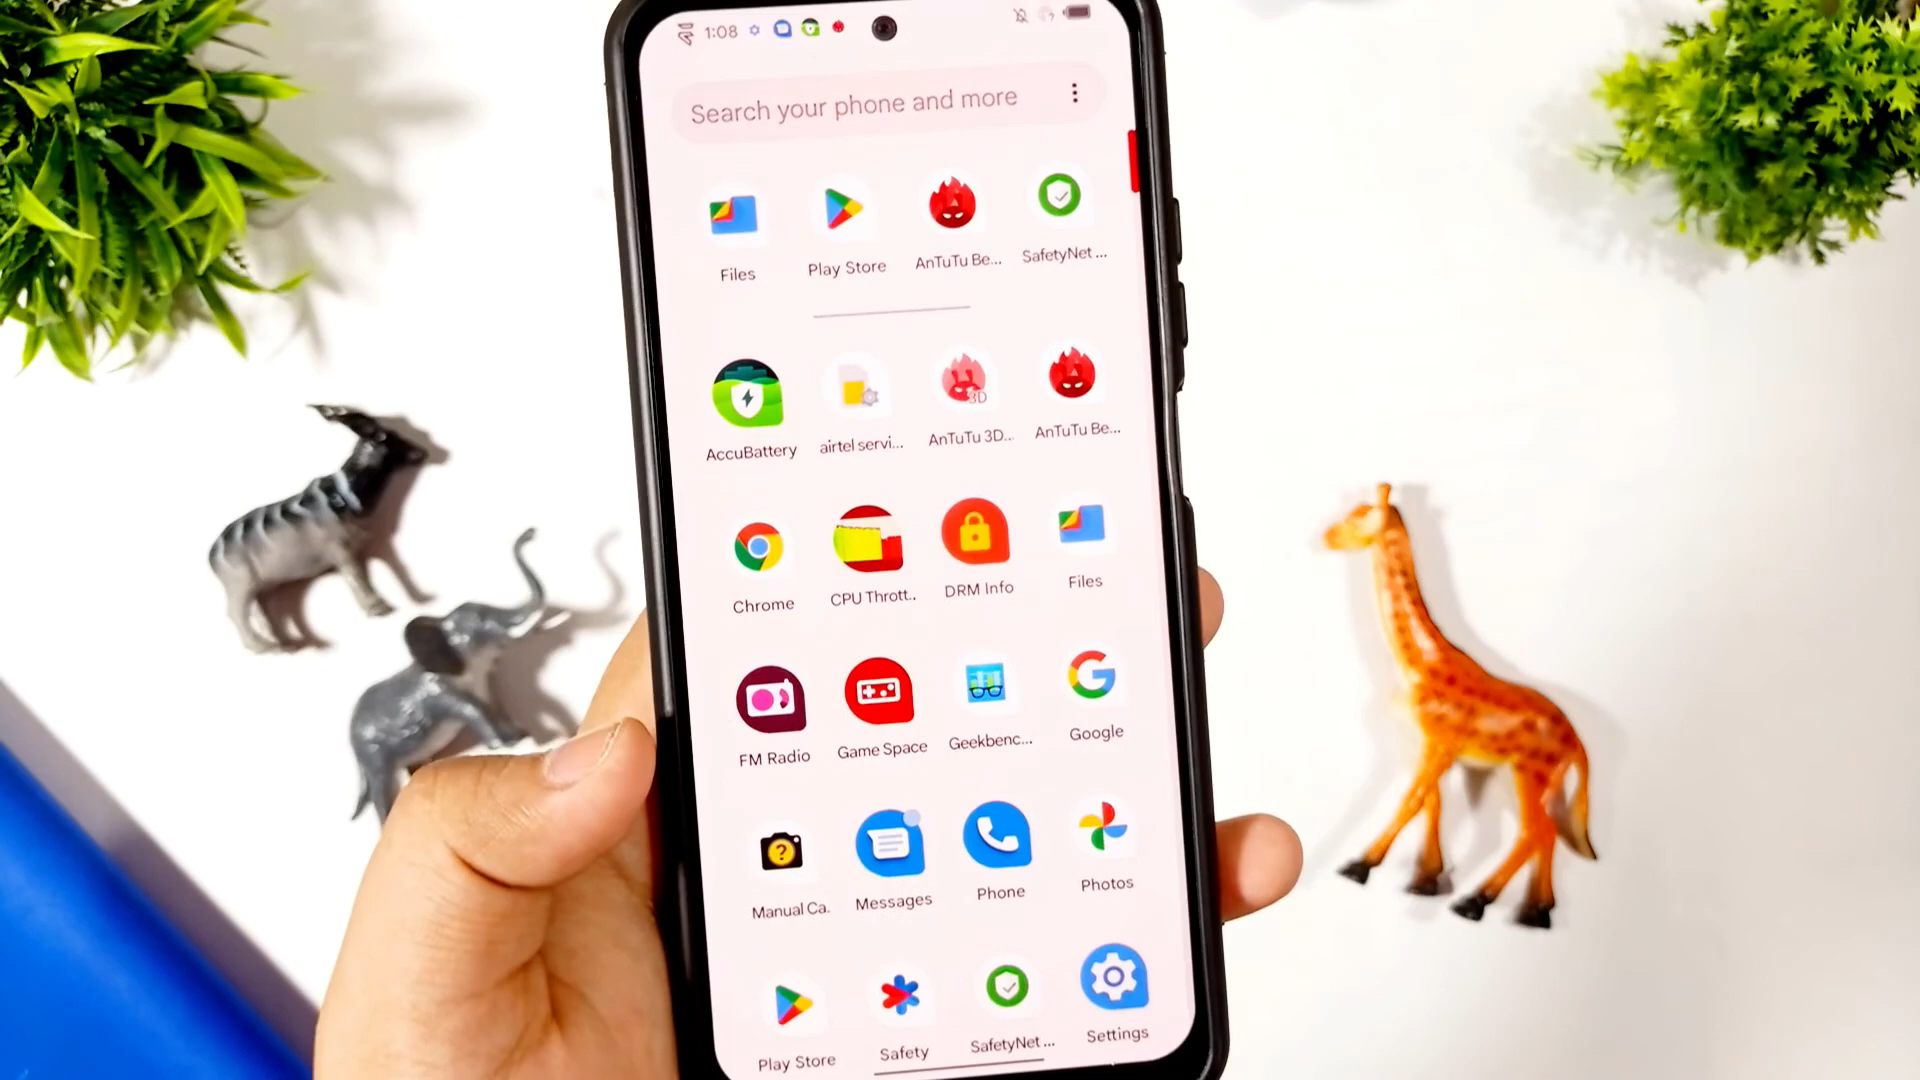 1:08
Search your phone and more
Files
Play Store
AnTuTu Be...
SafetyNet ...
AccuBattery
airtel servi...
3D
AnTuTu 3D...
AnTuTu Be...
Chrome
CPU Thrott..
DRM Info
Files
FM Radio
Game Space
Geekbenc...
Google
?
Manual Ca.
Messages
Phone
Photos
Play Store
Safety
SafetyNet ...
Settings